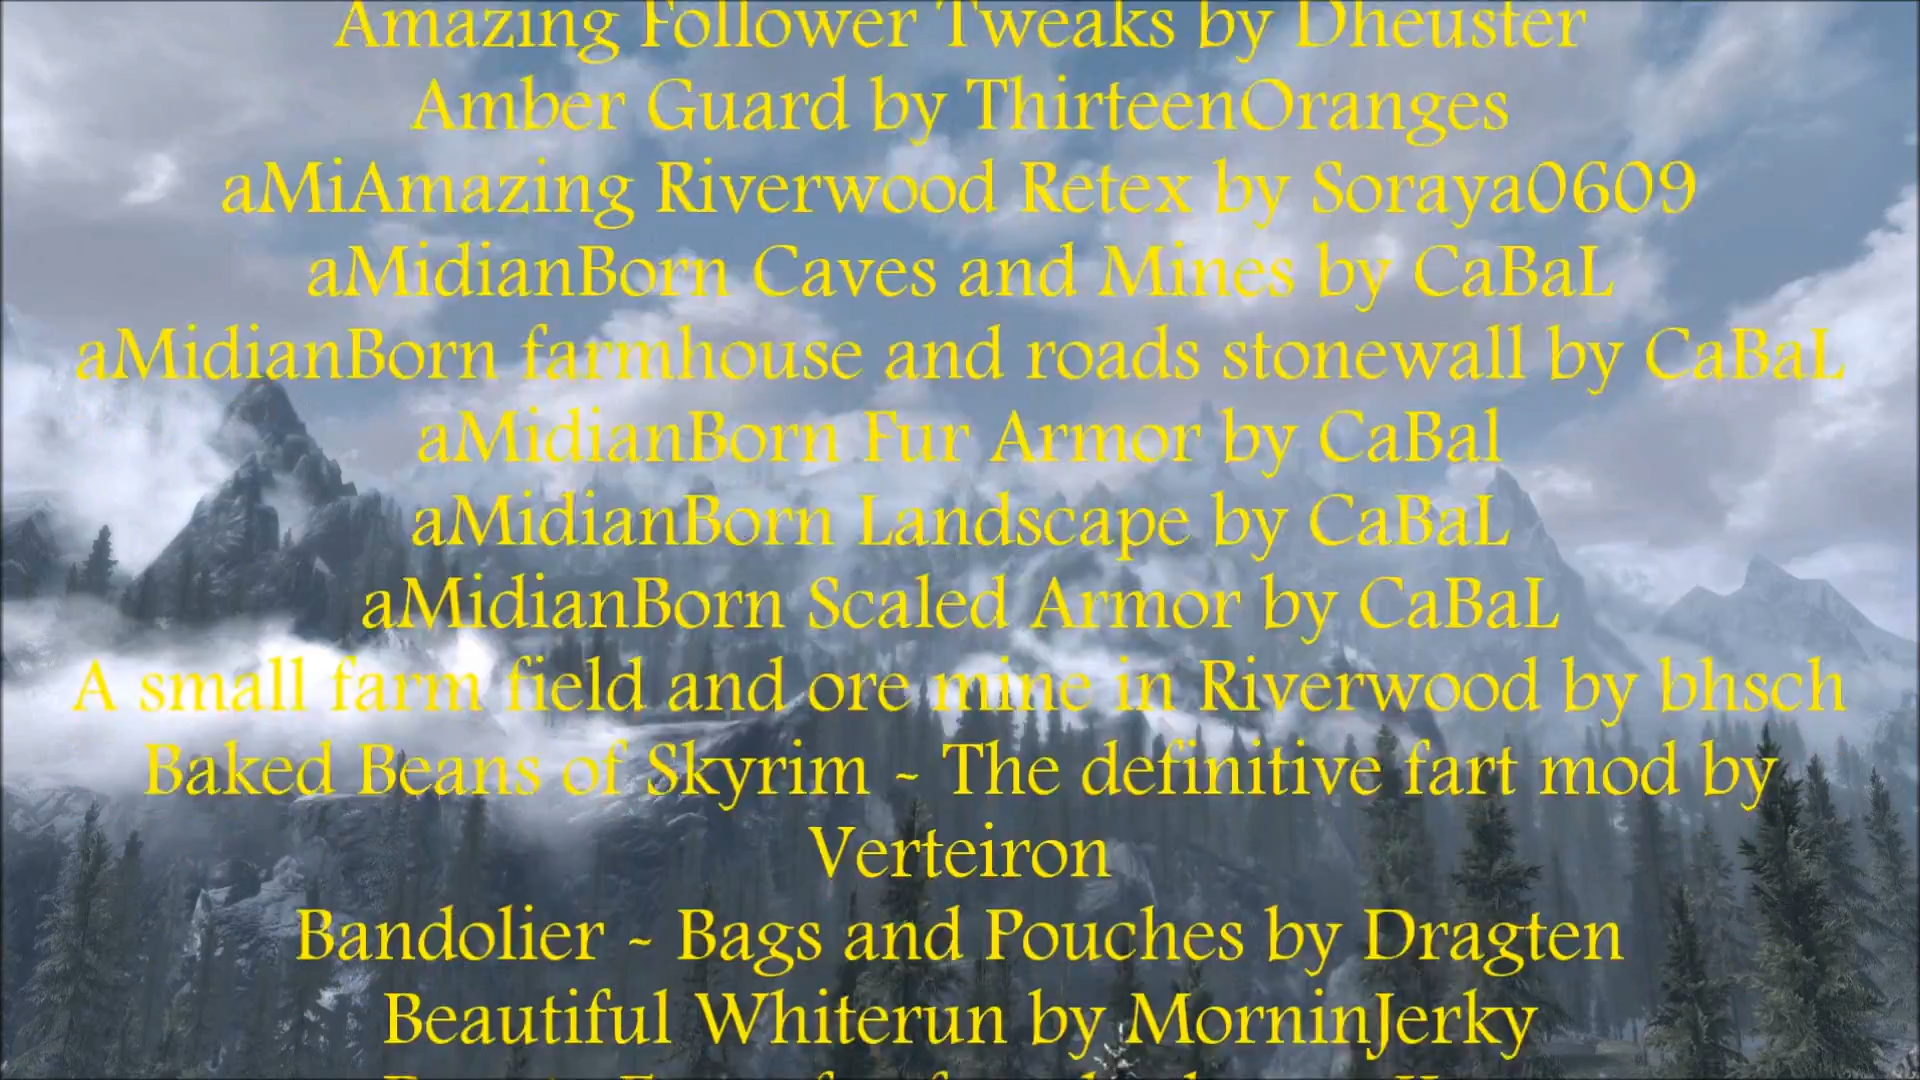 Amazing Follower Tweaks by Dheuster
Amber Guard by ThirteenOranges
aMiAmazing Riverwood Retex by Soraya0609
aMidianBorn Caves and Mines by CaBaL
aMidianBorn farmhouse and roads stonewall by CaBaL
aMidianBorn Fur Armor by CaBal
aMidianBorn Landscape by CaBaL
aMidianBorn Scaled Armor by CaBaL
A small farm field and ore mine in Riverwood by bhsch
Baked Beans of Skyrim - The definitive fart mod by
Verteiron
Bandolier - Bags and Pouches by Dragten
Beautiful Whiterun by MorninJerky